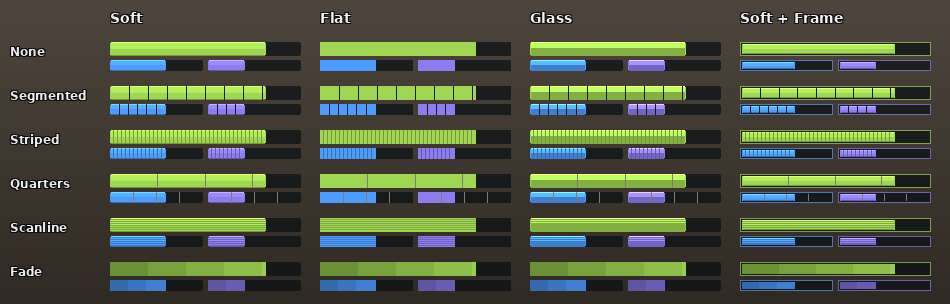 Soft Flat Glass Soft + Frame
None
Segmented
Striped
Quarters
Scanline
Fade